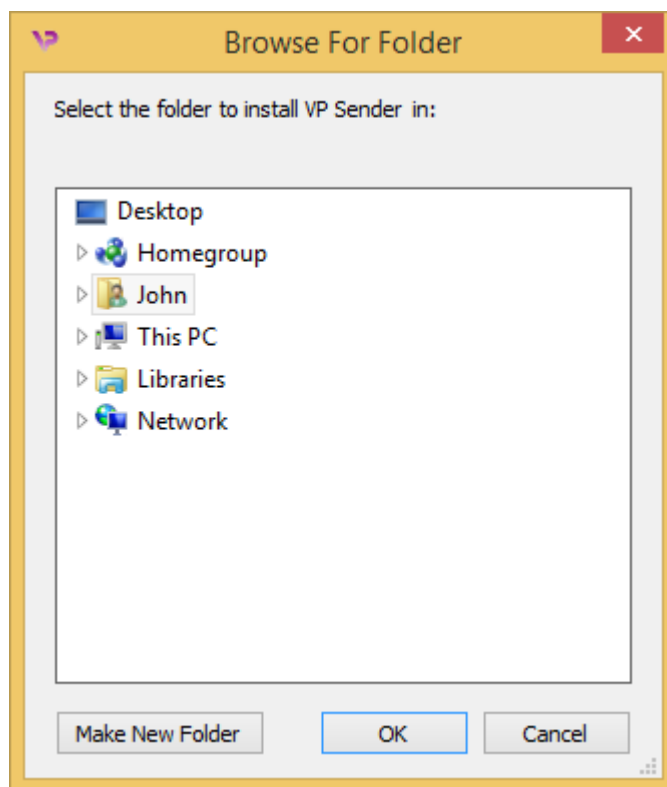 VP
Browse For Folder
Select the folder to install VP Sender in:
Desktop
Homegroup
John
This PC
Libraries
Network
Make New Folder OK Cancel